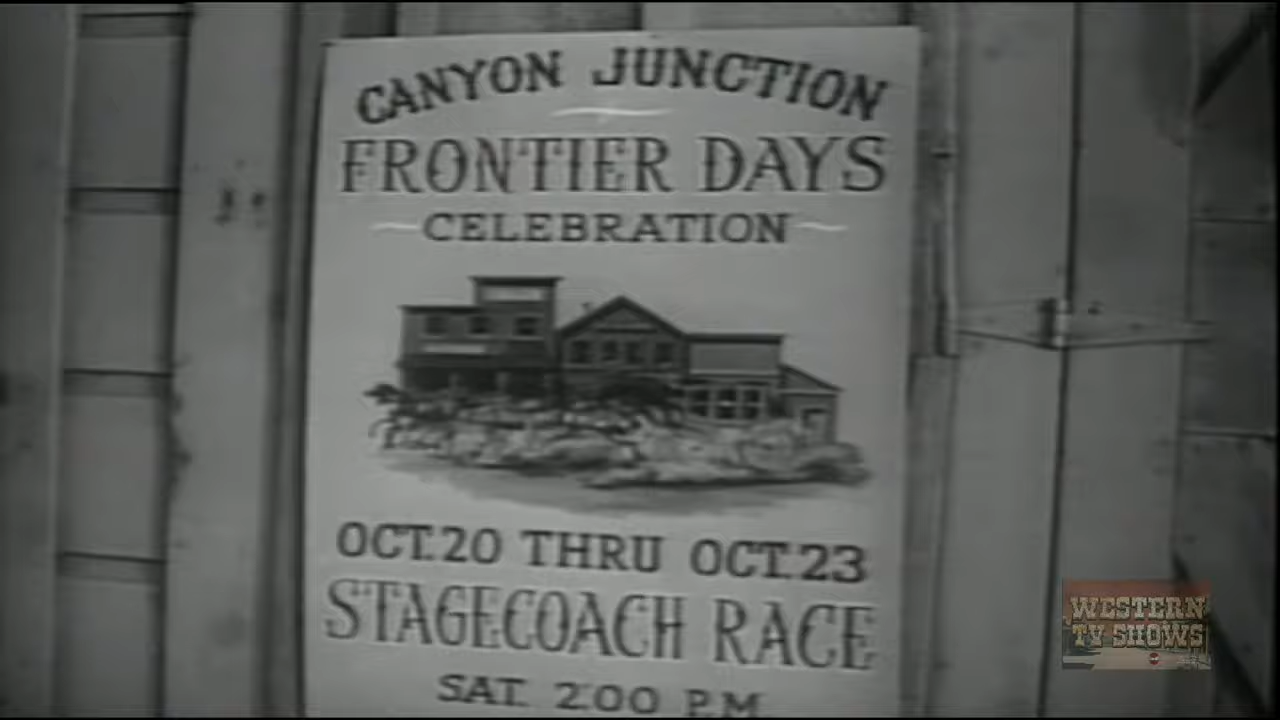 CANYON JUNCTION
FRONTIER DAYS
CELEBRATION
OCT.20 THRU OCT.23
STAGECOACH RACE
SAT. 2:00 P.M
WESTERN
TV SHOWS